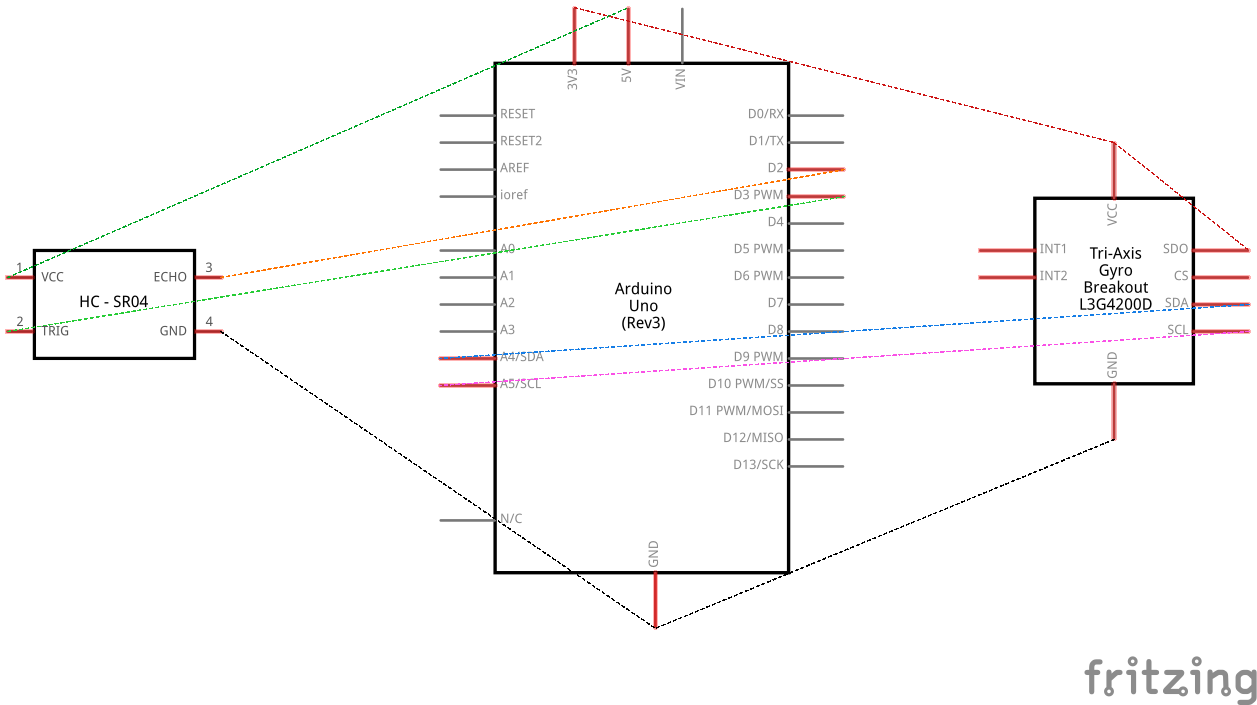 3V3
5V
VIN
RESET
RESET2
AREF
ioref
A0
A1
A2
A3
A4/SDA
A5/SCL
N/C
D0/RX
D1/TX
D2
D3 PWM
D4
D5 PWM
D6 PWM
D7
D8
D9 PWM
D10 PWM/SS
D11 PWM/MOSI
D12/MISO
D13/SCK
GND
Arduino
Uno
(Rev3)
1
VCC
2
TRIG
HC - SR04
ECHO
3
GND
4
VCC
INT1
INT2
Tri-Axis
Gyro
Breakout
L3G4200D
SDO
CS
SDA
SCL
GND
fritzing